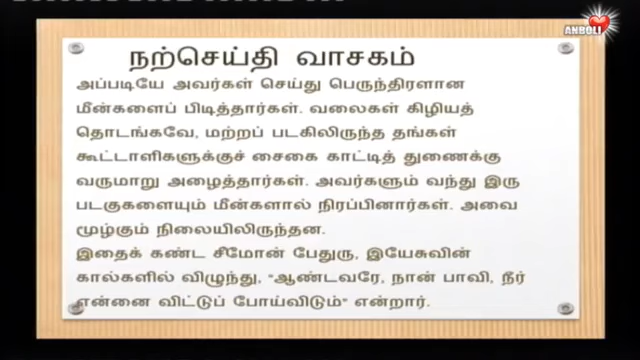 ANBOLI
நற்செய்தி வாசகம்
அப்படியே அவர்கள் செய்து பெருந்திரளான
மீன்களைப் பிடித்தார்கள். வலைகள் கிழியத்
தொடங்கவே, மற்றப் படகிலிருந்த தங்கள்
கூட்டாளிகளுக்குச் சைகை காட்டித் துணைக்கு
வருமாறு அழைத்தார்கள். அவர்களும் வந்து இரு
படகுகளையும் மீன்களால் நிரப்பினார்கள். அவை
மூழ்கும் நிலையிலிருந்தன.
இதைக் கண்ட சீமோன் பேதுரு, இயேசுவின்
கால்களில் விழுந்து, "ஆண்டவரே, நான் பாவி, நீர்
என்னை விட்டுப் போய்விடும்" என்றார்.